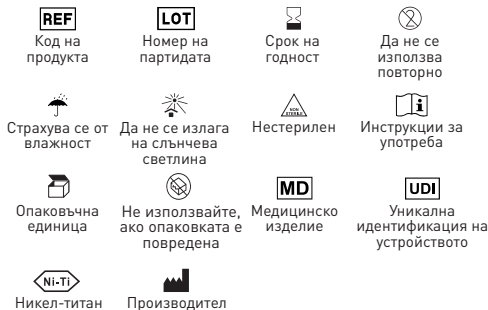 REF LOT
Код на Номер на Срок на Да не се
продукта партидата годност използва
повторно
NON
STERILE
Страхува се от Да не се излага Нестерилен Инструкции за
влажност на слънчева употреба
светлина
MD UDI
Опаковъчна Не използвайте, Медицинско Уникална
единица ако опаковката е изделие идентификация на
повредена устройството
Ni-Ti
Никел-титан Производител